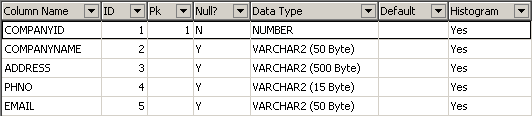 Column Name ID Pk Null? Data Type Default Histogram
COMPANYID 1 1 N NUMBER Yes
COMPANYNAME 2 Y VARCHAR2 (50 Byte) Yes
ADDRESS 3 Y VARCHAR2 (500 Byte) Yes
PHNO 4 Y VARCHAR2 (15 Byte) Yes
EMAIL 5 Y VARCHAR2 (50 Byte) Yes